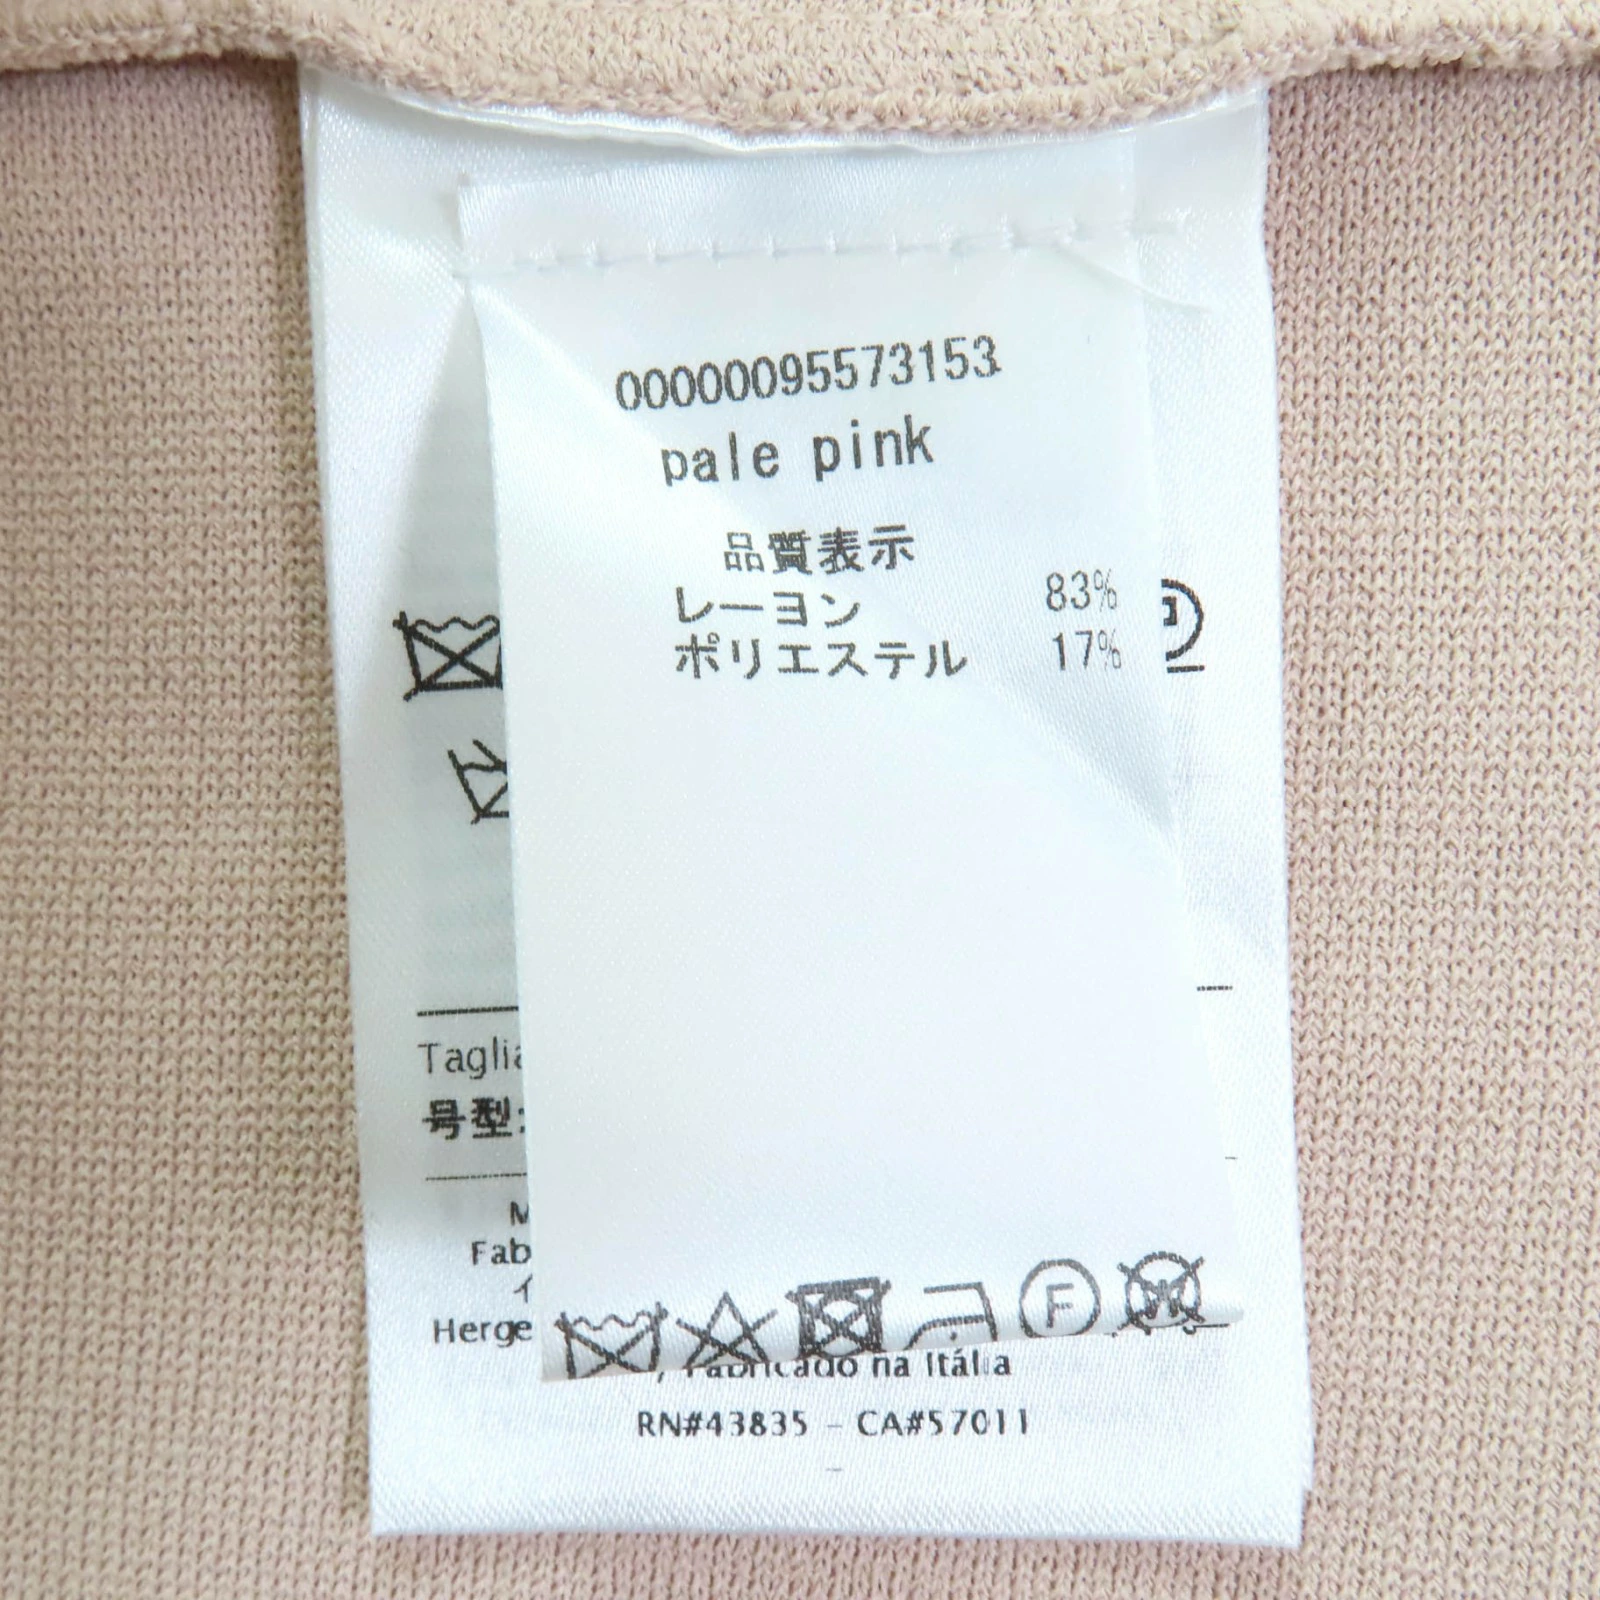 00000095573153
pale pink
品質表示
レーヨン 83%
ポリエステル 17%
Taglia
号型:
Fab
Herge
F
W
, Fabricado na Itália
RN#43835 - CA#57011